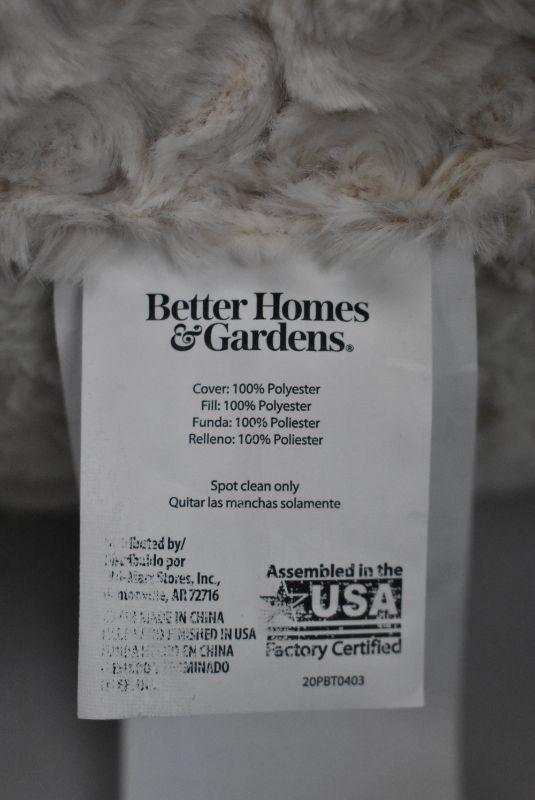 Better Homes
& Gardens®
Cover: 100% Polyester
Fill: 100% Polyester
Funda: 100% Poliester
Relleno: 100% Poliester
Spot clean only
Quitar las manchas solamente
by/
por
Stores, Inc.,
AR 72716
MADE IN CHINA
FINISHED IN USA
EN CHINA
Assembled in the
USA
Factory Certified
20PBT0403